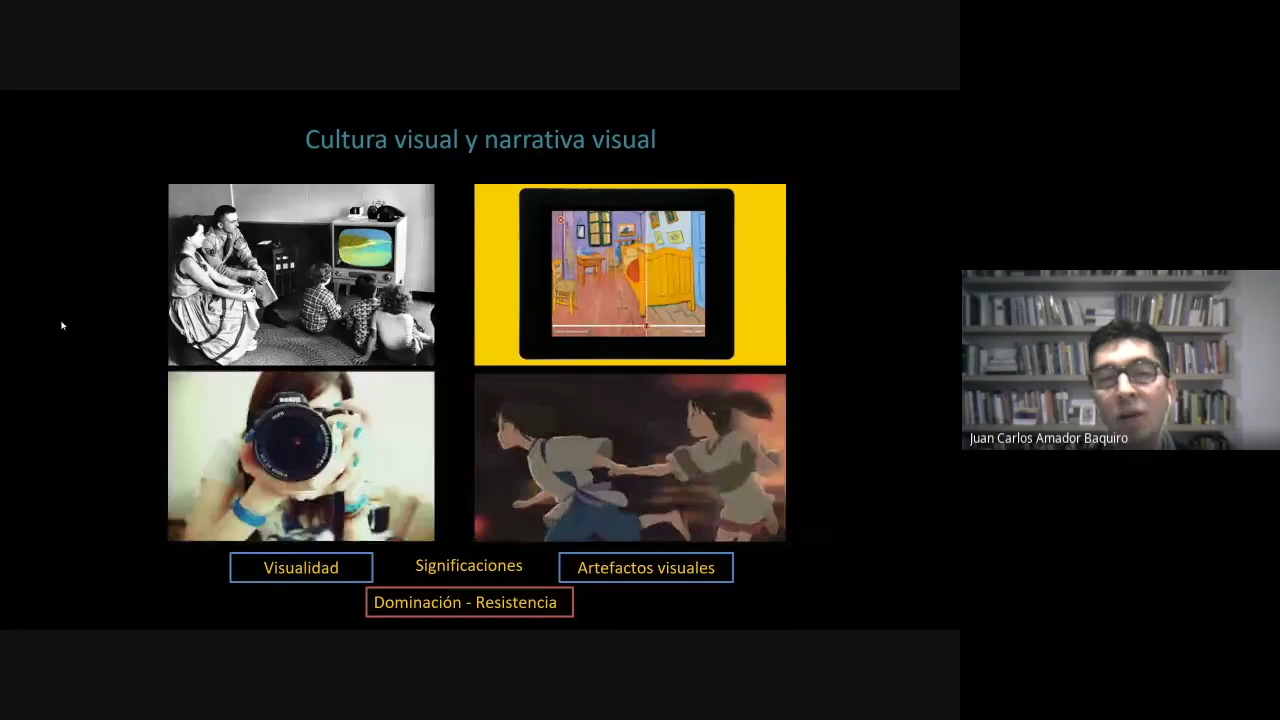 Cultura visual y narrativa visual
Visualidad
Significaciones
Artefactos visuales
Dominación - Resistencia
Juan Carlos Amador Baquiro